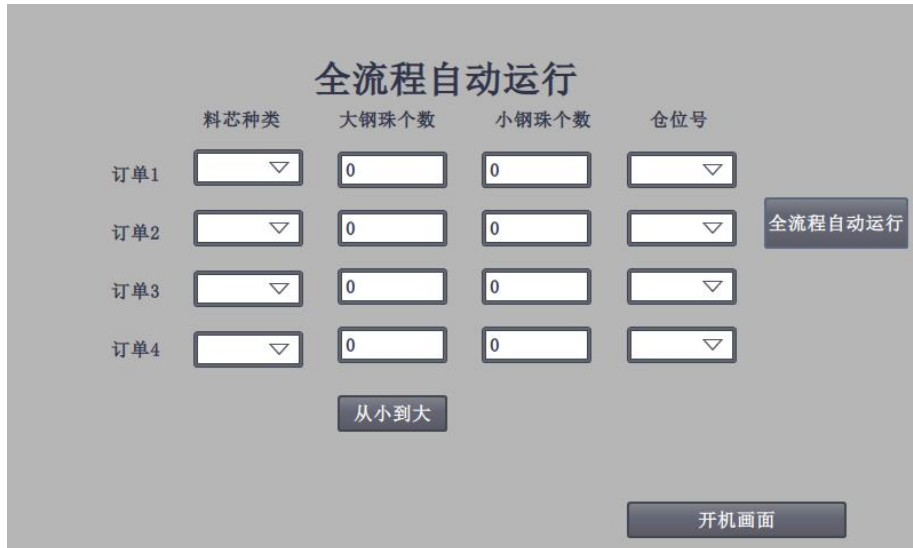 全流程自动运行
料芯种类 大钢珠个数 小钢珠个数 仓位号
订单1 0 0
订单2 0 0
全流程自动运行
订单3 0 0
订单4 0 0
从小到大
开机画面